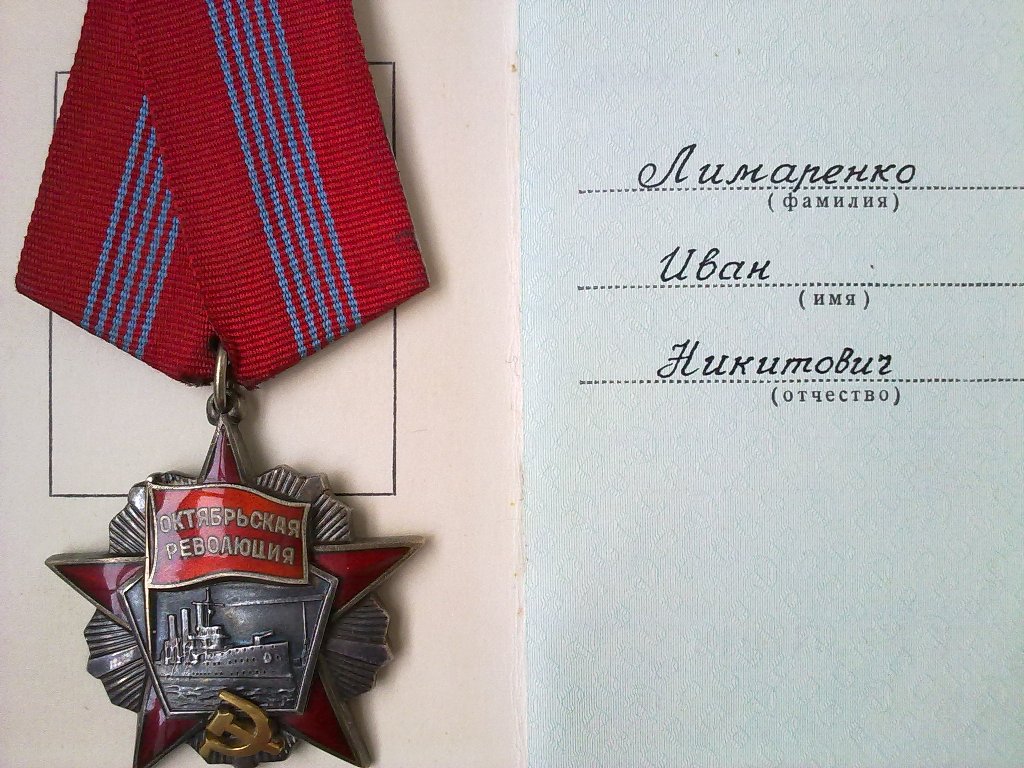 ОКТЯБРЬСКАЯ
РЕВОЛЮЦИЯ
Лимаренко
(фамилия)
Иван
(имя)
Никитович
(отчество)